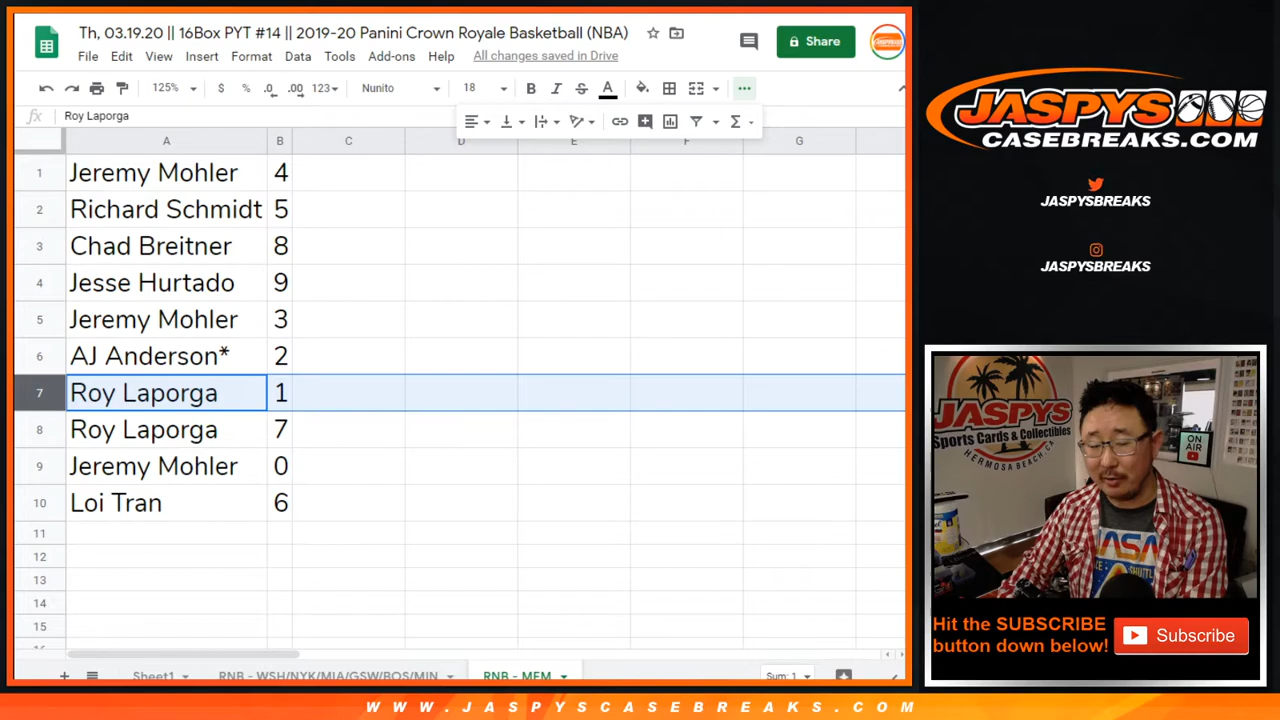 Th, 03.19.20 || 16Box PYT #14 || 2019-20 Panini Crown Royale Basketball (NBA)
File Edit View Insert Format Data Tools Add-ons Help All changes saved in Drive
Share
125% $ % .0 .00 123 Nunito 18 B I S A
fx Roy Laporga
A B C D E F G
1 Jeremy Mohler 4
2 Richard Schmidt 5
3 Chad Breitner 8
4 Jesse Hurtado 9
5 Jeremy Mohler 3
6 AJ Anderson* 2
7 Roy Laporga 1
8 Roy Laporga 7
9 Jeremy Mohler 0
10 Loi Tran 6
11
12
13
14
15
Sheet1 RNB - WSH/NYK/MIA/GSW/BOS/MIN RNB - MEM Sum: 1
JASPYS
CASEBREAKS.COM
JASPYSBREAKS
JASPYSBREAKS
JASPYS
Sports Cards & Collectibles
HERMOSA BEACH, CA
ON
AIR
NASA
Hit the SUBSCRIBE
button down below!
Subscribe
WWW.JASPYSCASEBREAKS.COM